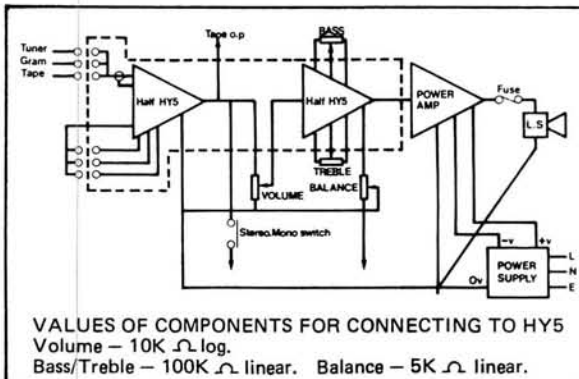 Tape o.p
BASS
Tuner
Gram
Tape
Half HY5
Half HY5
POWER
AMP
Fuse
L.S
TREBLE
VOLUME
BALANCE
Stereo.Mono switch
-v
+v
Ov
POWER
SUPPLY
L
N
E
VALUES OF COMPONENTS FOR CONNECTING TO HY5
Volume — 10K Ω log.
Bass/Treble — 100K Ω linear. Balance — 5K Ω linear.